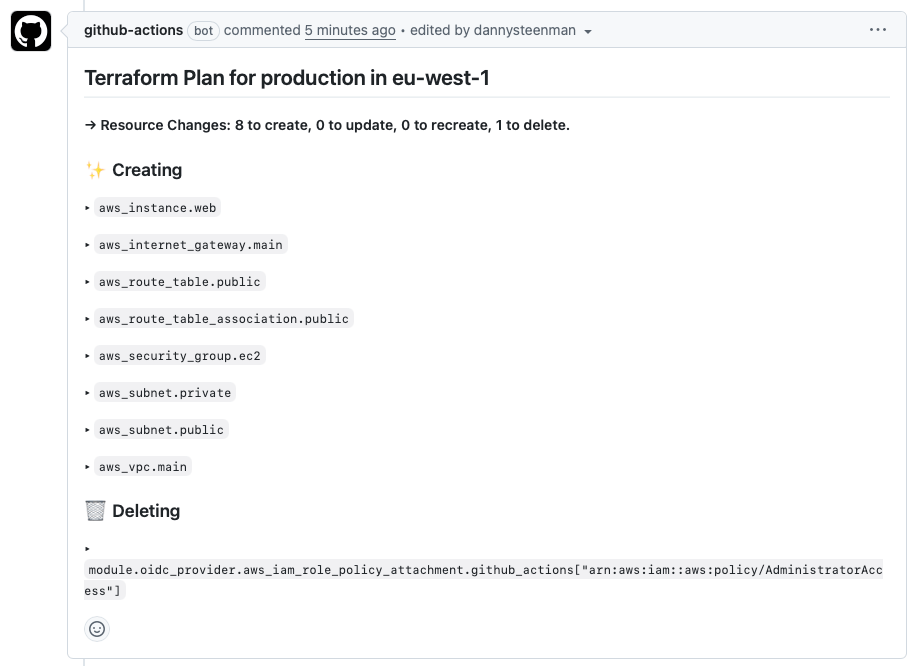 github-actions bot commented 5 minutes ago • edited by dannysteenman
Terraform Plan for production in eu-west-1
→ Resource Changes: 8 to create, 0 to update, 0 to recreate, 1 to delete.
✨ Creating
▸ aws_instance.web
▸ aws_internet_gateway.main
▸ aws_route_table.public
▸ aws_route_table_association.public
▸ aws_security_group.ec2
▸ aws_subnet.private
▸ aws_subnet.public
▸ aws_vpc.main
🗑️ Deleting
▸
module.oidc_provider.aws_iam_role_policy_attachment.github_actions["arn:aws:iam::aws:policy/AdministratorAcc
ess"]